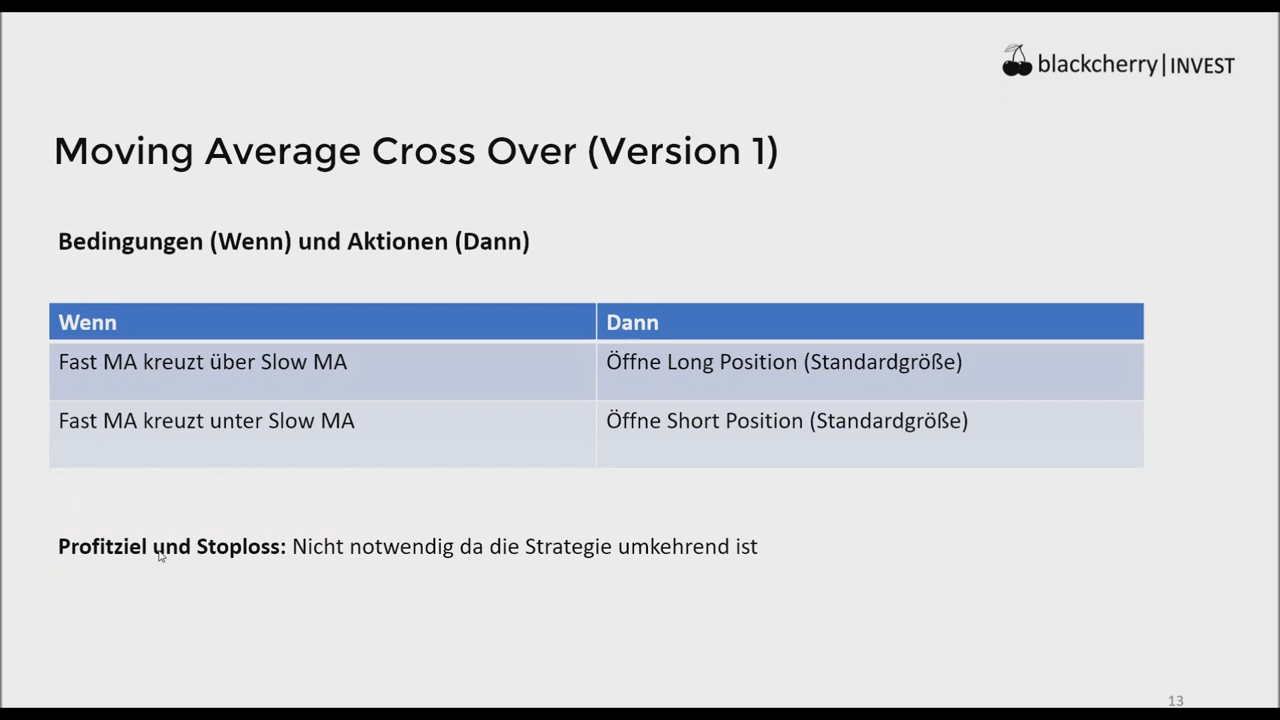 blackcherry|INVEST
Moving Average Cross Over (Version 1)
Bedingungen (Wenn) und Aktionen (Dann)
Wenn
Dann
Fast MA kreuzt über Slow MA
Öffne Long Position (Standardgröße)
Fast MA kreuzt unter Slow MA
Öffne Short Position (Standardgröße)
Profitziel und Stoploss: Nicht notwendig da die Strategie umkehrend ist
13